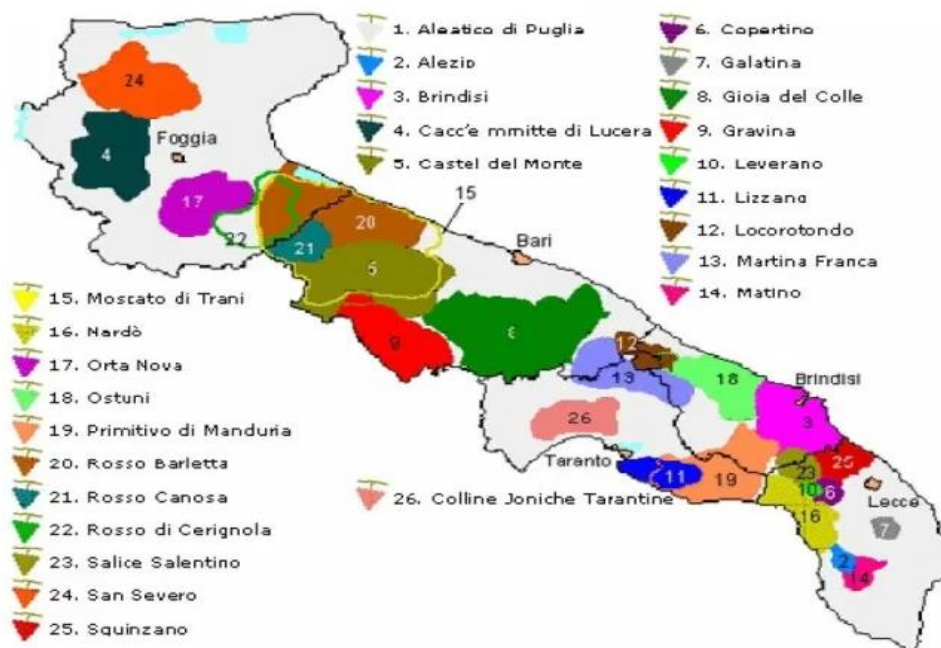 1. Aleatico di Puglia
2. Alezio
3. Brindisi
4. Cacc'e mmitte di Lucera
5. Castel del Monte
6. Copertino
7. Galatina
8. Gioia del Colle
9. Gravina
10. Leverano
11. Lizzano
12. Locorotondo
13. Martina Franca
14. Matino
15. Moscato di Trani
16. Nardò
17. Orta Nova
18. Ostuni
19. Primitivo di Manduria
20. Rosso Barletta
21. Rosso Canosa
22. Rosso di Cerignola
23. Salice Salentino
24. San Severo
25. Squinzano
26. Colline Joniche Tarantine
24
Foggia
4
17
22
20
15
21
5
Bari
9
8
12
13
18
Brindisi
3
26
Taranto
11
19
23
25
10
6
Lecce
16
7
2
14